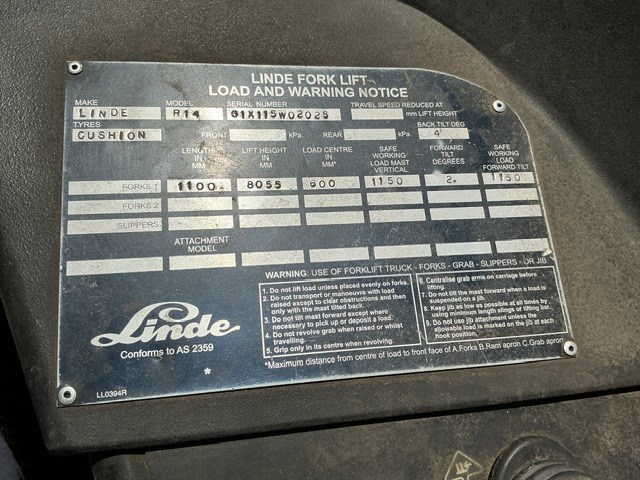 LINDE FORK LIFT
LOAD AND WARNING NOTICE
MAKE MODEL SERIAL NUMBER TRAVEL SPEED REDUCED AT
LINDE R14 G1X115W02025 mm LIFT HEIGHT
TYRES BACK TILT DEG
CUSHION FRONT kPa. REAR kPa. 4°
LENGTH IN MM LIFT HEIGHT IN MM LOAD CENTRE IN MM* SAFE WORKING LOAD MAST VERTICAL FORWARD TILT DEGREES SAFE WORKING LOAD FORWARD TILT
FORKS 1 1100 8055 600 1150 2° 1150
FORKS 2
SLIPPERS
ATTACHMENT MODEL
WARNING: USE OF FORKLIFT TRUCK - FORKS - GRAB - SLIPPERS - OR JIB
1. Do not lift load unless placed evenly on forks.
2. Do not transport or manoeuvre with load
raised except to clear obstructions and then
only with the mast tilted back.
3. Do not tilt mast forward except where
necessary to pick up or deposit a load.
4. Do not revolve grab when raised or whilst
travelling.
5. Grip only in its centre when revolving.
6. Centralise grab arms on carriage before
lifting.
7. Do not tilt the mast forward when a load is
suspended on a jib.
8. Keep jib as low as possible at all times by
using minimum length slings of lifting bar.
9. Do not use jib attachment unless the
allowable load is marked on the jib at each
hook position.
*Maximum distance from centre of load to front face of A.Forks B.Ram apron C.Grab apron
Linde
Conforms to AS 2359
*
LL0394R